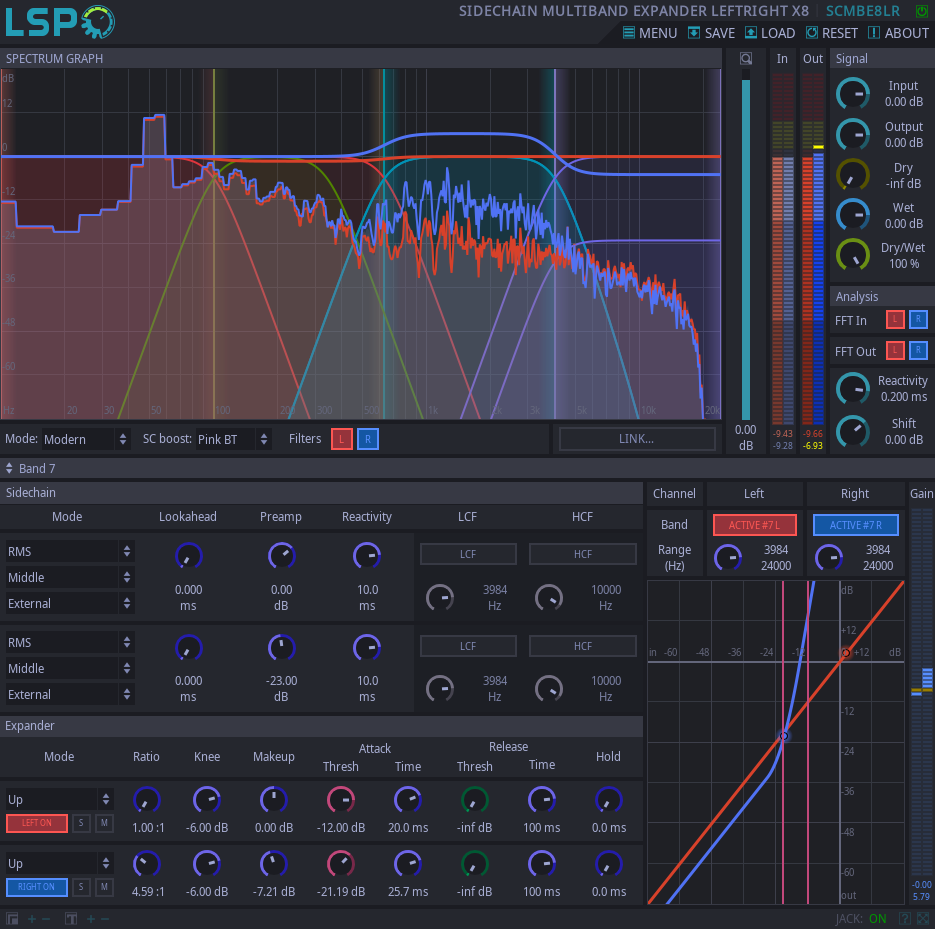 LSP
SIDECHAIN MULTIBAND EXPANDER LEFTRIGHT X8 SCMBE8LR
MENU SAVE LOAD RESET ABOUT
SPECTRUM GRAPH
dB
12
0
-12
-24
-36
-48
-60
Hz 20 30 50 100 200 300 500 1k 2k 3k 5k 10k 20k
0.00
dB
In Out
-9.43 -9.66
-9.28 -6.93
Signal
Input
0.00 dB
Output
0.00 dB
Dry
-inf dB
Wet
0.00 dB
Dry/Wet
100 %
Analysis
FFT In L R
FFT Out L R
Reactivity
0.200 ms
Shift
0.00 dB
Mode: Modern SC boost: Pink BT Filters L R LINK...
Band 7
Sidechain
Mode Lookahead Preamp Reactivity LCF HCF
RMS
Middle
External
0.000 0.00 10.0
ms dB ms
LCF HCF
3984 10000
Hz Hz
RMS
Middle
External
0.000 -23.00 10.0
ms dB ms
LCF HCF
3984 10000
Hz Hz
Expander
Mode Ratio Knee Makeup Attack Release Hold
Thresh Time Thresh Time
Up
LEFT ON S M
1.00 :1 -6.00 dB 0.00 dB -12.00 dB 20.0 ms -inf dB 100 ms 0.0 ms
Up
RIGHT ON S M
4.59 :1 -6.00 dB -7.21 dB -21.19 dB 25.7 ms -inf dB 100 ms 0.0 ms
Channel Left Right Gain
Band ACTIVE #7 L ACTIVE #7 R
Range
(Hz)
3984 3984
24000 24000
dB
+12
in -60 -48 -36 -24 -12 +12 dB
-12
-24
-36
-48
-60
out
-0.00
5.79
T
JACK: ON ?